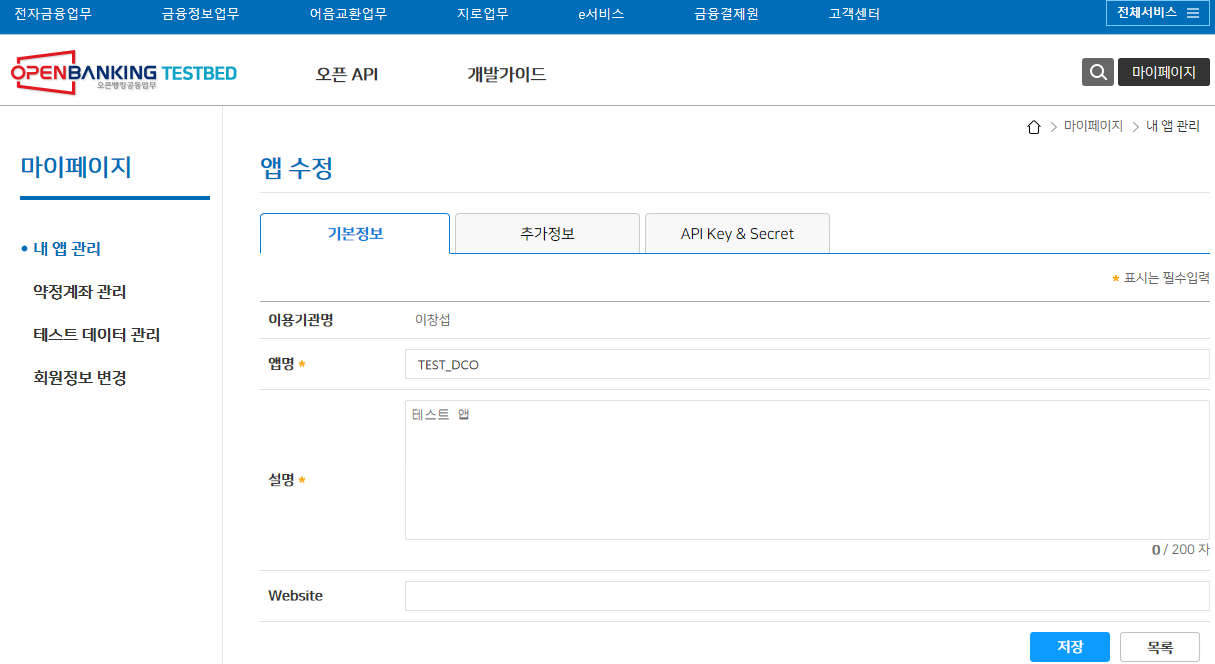 전자금융업무 금융정보업무 어음교환업무 지로업무 e서비스 금융결제원 고객센터 전체서비스
OPENBANKING TESTBED 오픈 API 개발가이드 마이페이지
오픈뱅킹공동업무
마이페이지 내 앱 관리
마이페이지
앱 수정
기본정보 추가정보 API Key & Secret
내 앱 관리
약정계좌 관리
테스트 데이터 관리
회원정보 변경
* 표시는 필수입력
이용기관명 이창섭
앱명 * TEST_DCO
설명 * 테스트 앱
0 / 200 자
Website
저장 목록